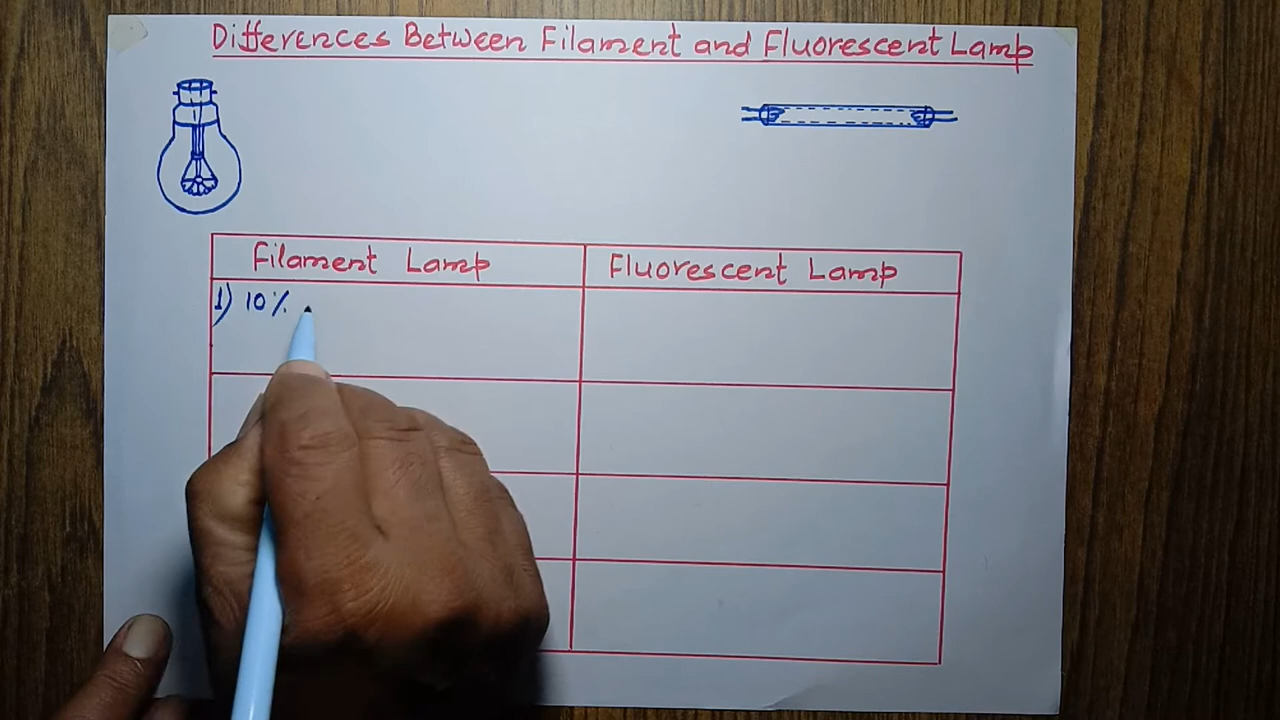 Differences Between Filament and Fluorescent Lamp
Filament Lamp
Fluorescent Lamp
1) 10%